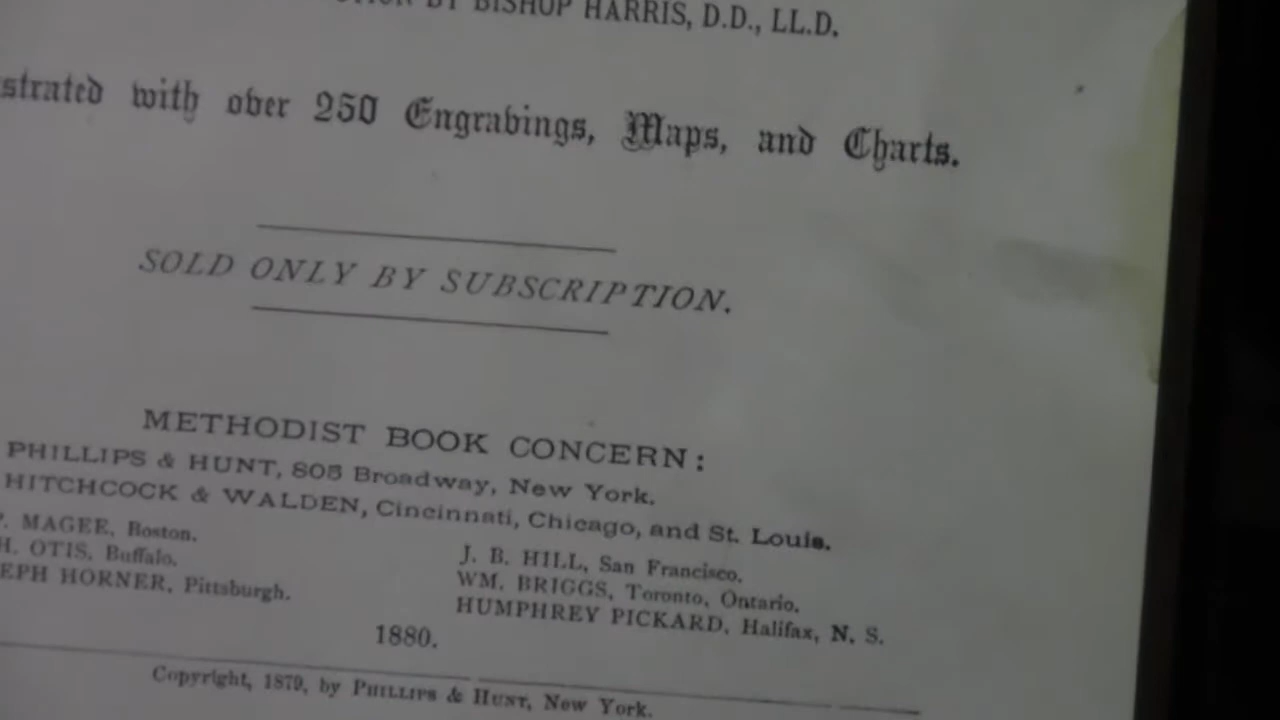 BY BISHOP HARRIS, D.D., LL.D.
strated with over 250 Engravings, Maps, and Charts.
SOLD ONLY BY SUBSCRIPTION.
METHODIST BOOK CONCERN:
PHILLIPS & HUNT, 805 Broadway, New York.
HITCHCOCK & WALDEN, Cincinnati, Chicago, and St. Louis.
P. MAGEE, Boston.
H. OTIS, Buffalo.
EPH HORNER, Pittsburgh.
J. B. HILL, San Francisco.
WM. BRIGGS, Toronto, Ontario.
HUMPHREY PICKARD, Halifax, N. S.
1880.
Copyright, 1879, by PHILLIPS & HUNT, New York.